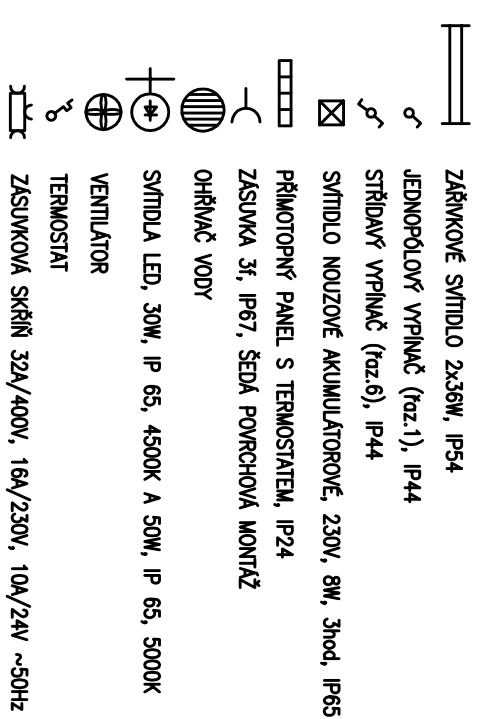 ZÁŘIVKOVÉ SVÍTIDLO 2x36W, IP54
JEDNOPÓLOVÝ VYPÍNAČ (řaz.1), IP44
STŘÍDAVÝ VYPÍNAČ (řaz.6), IP44
SVÍTIDLO NOUZOVÉ AKUMULÁTOROVÉ, 230V, 8W, 3hod, IP65
PŘÍMOTOPNÝ PANEL S TERMOSTATEM, IP24
ZÁSUVKA 3f, IP67, ŠEDÁ POVRCHOVÁ MONTÁŽ
OHŘÍVAČ VODY
SVÍTIDLA LED, 30W, IP 65, 4500K A 50W, IP 65, 5000K
VENTILÁTOR
TERMOSTAT
ZÁSUVKOVÁ SKŘÍŇ 32A/400V, 16A/230V, 10A/24V ~50Hz